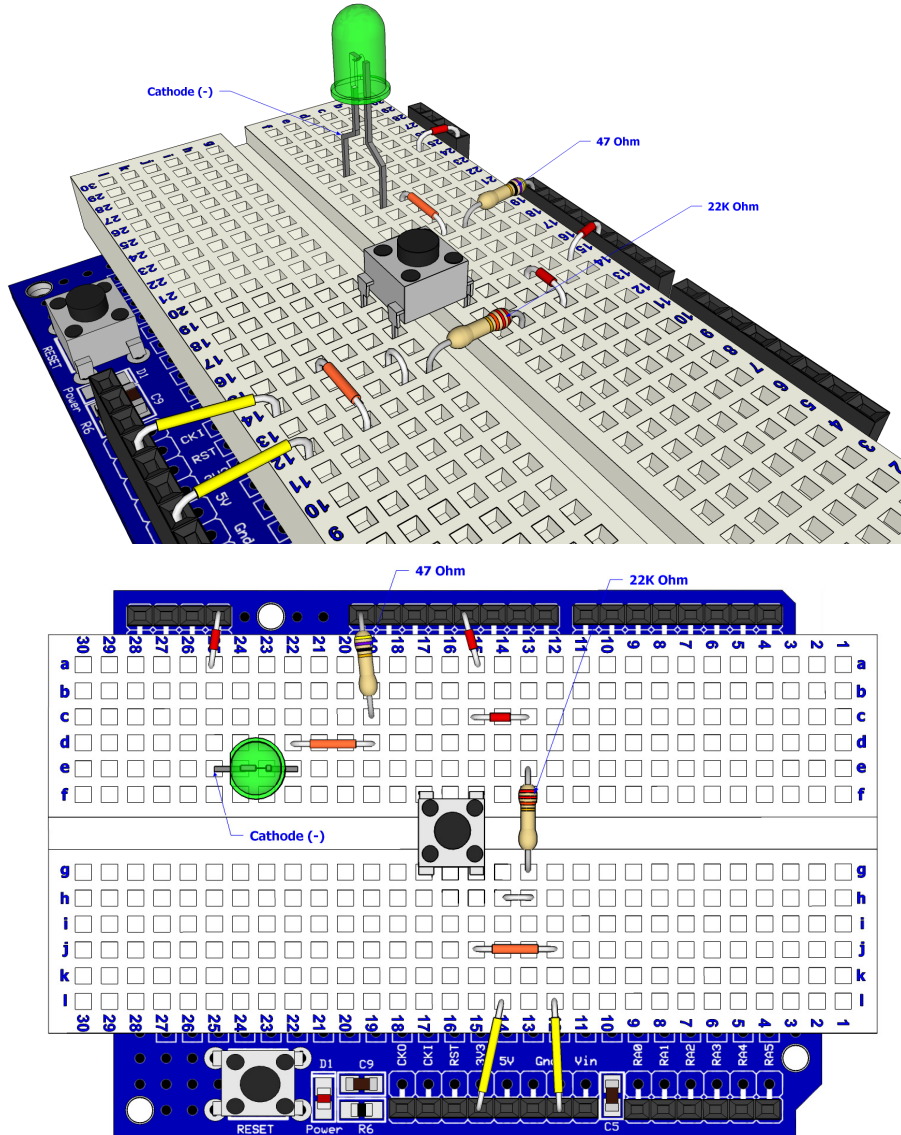 Cathode (-)
47 Ohm
22K Ohm
RESET
Power
D1
C9
R6
CKI
RST
5V
Gnd
47 Ohm
22K Ohm
30 29 28 27 26 25 24 23 22 21 20 19 18 17 16 15 14 13 12 11 10 9 8 7 6 5 4 3 2 1
a a
b b
c c
d d
e e
f f
Cathode (-)
g g
h h
i i
j j
k k
l l
30 29 28 27 26 25 24 23 22 21 20 19 18 17 16 15 14 13 12 11 10 9 8 7 6 5 4 3 2 1
CKO CKI RST 3V3 5V Gnd Vin RA0 RA1 RA2 RA3 RA4 RA5
D1 C9
RESET Power R6 C5